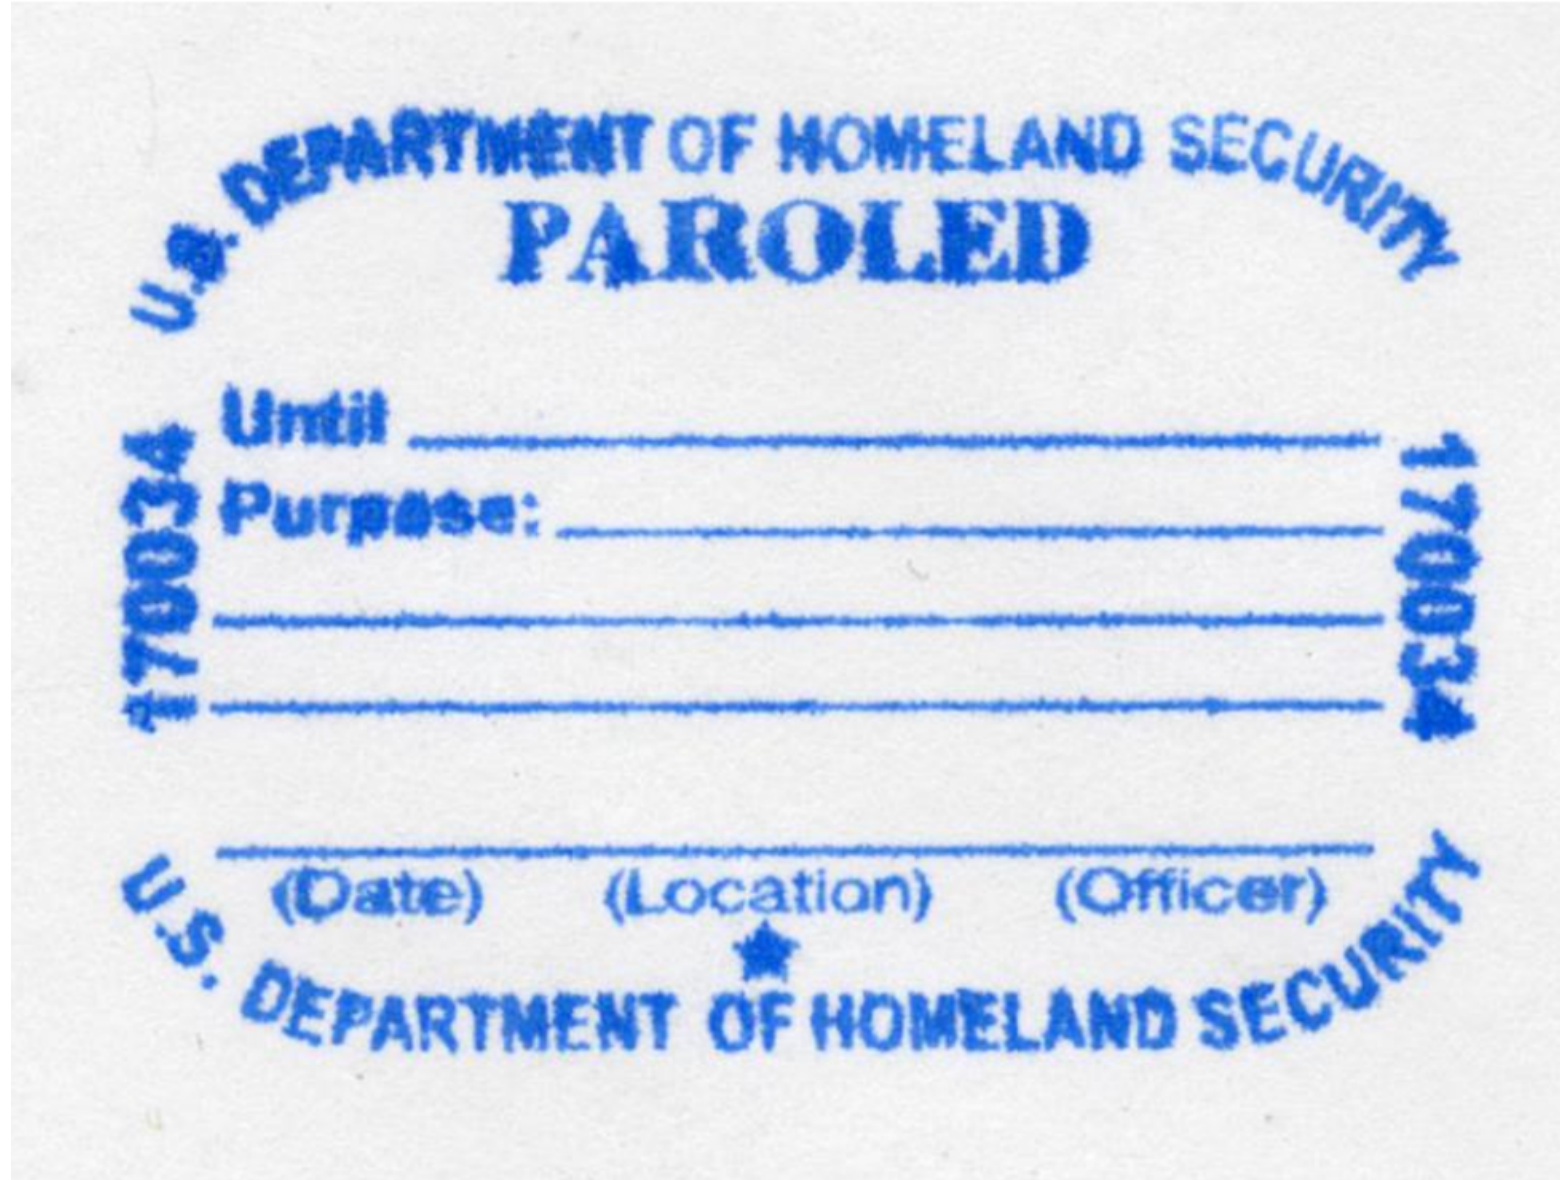 U.S. DEPARTMENT OF HOMELAND SECURITY
PAROLED
Until
Purpose:
170034
170034
(Date) (Location) (Officer)
U.S. DEPARTMENT OF HOMELAND SECURITY